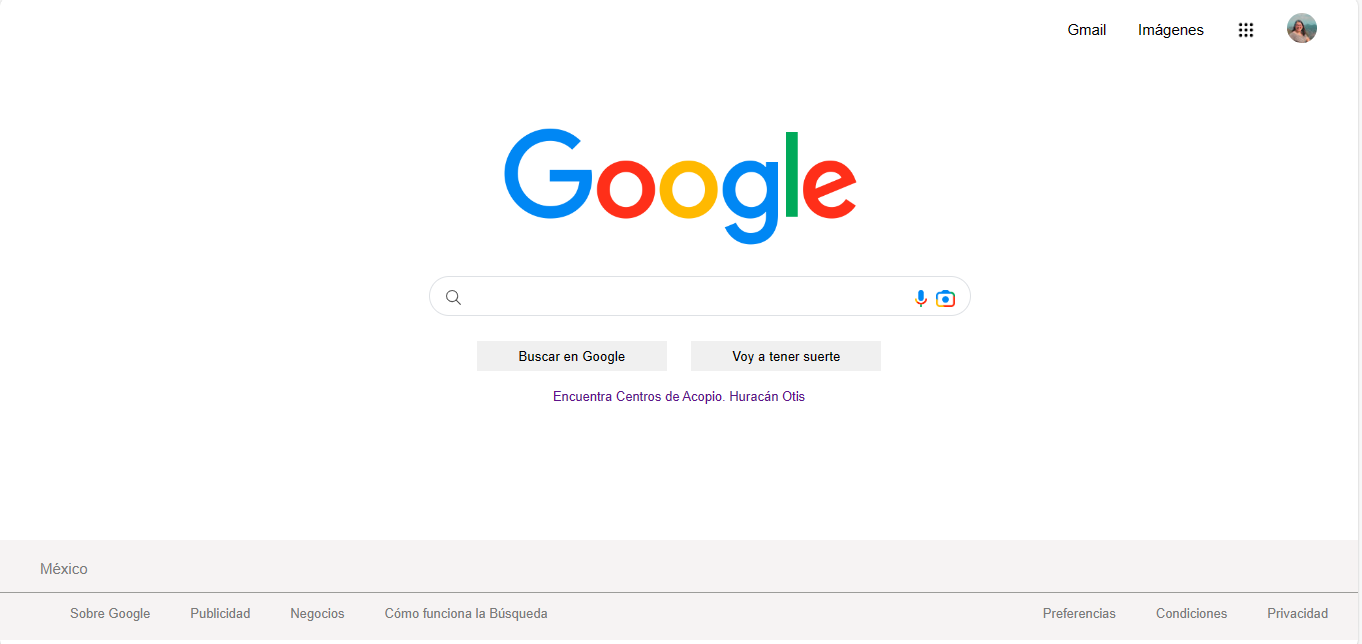 Gmail Imágenes
Google
Buscar en Google Voy a tener suerte
Encuentra Centros de Acopio. Huracán Otis
México
Sobre Google Publicidad Negocios Cómo funciona la Búsqueda Preferencias Condiciones Privacidad